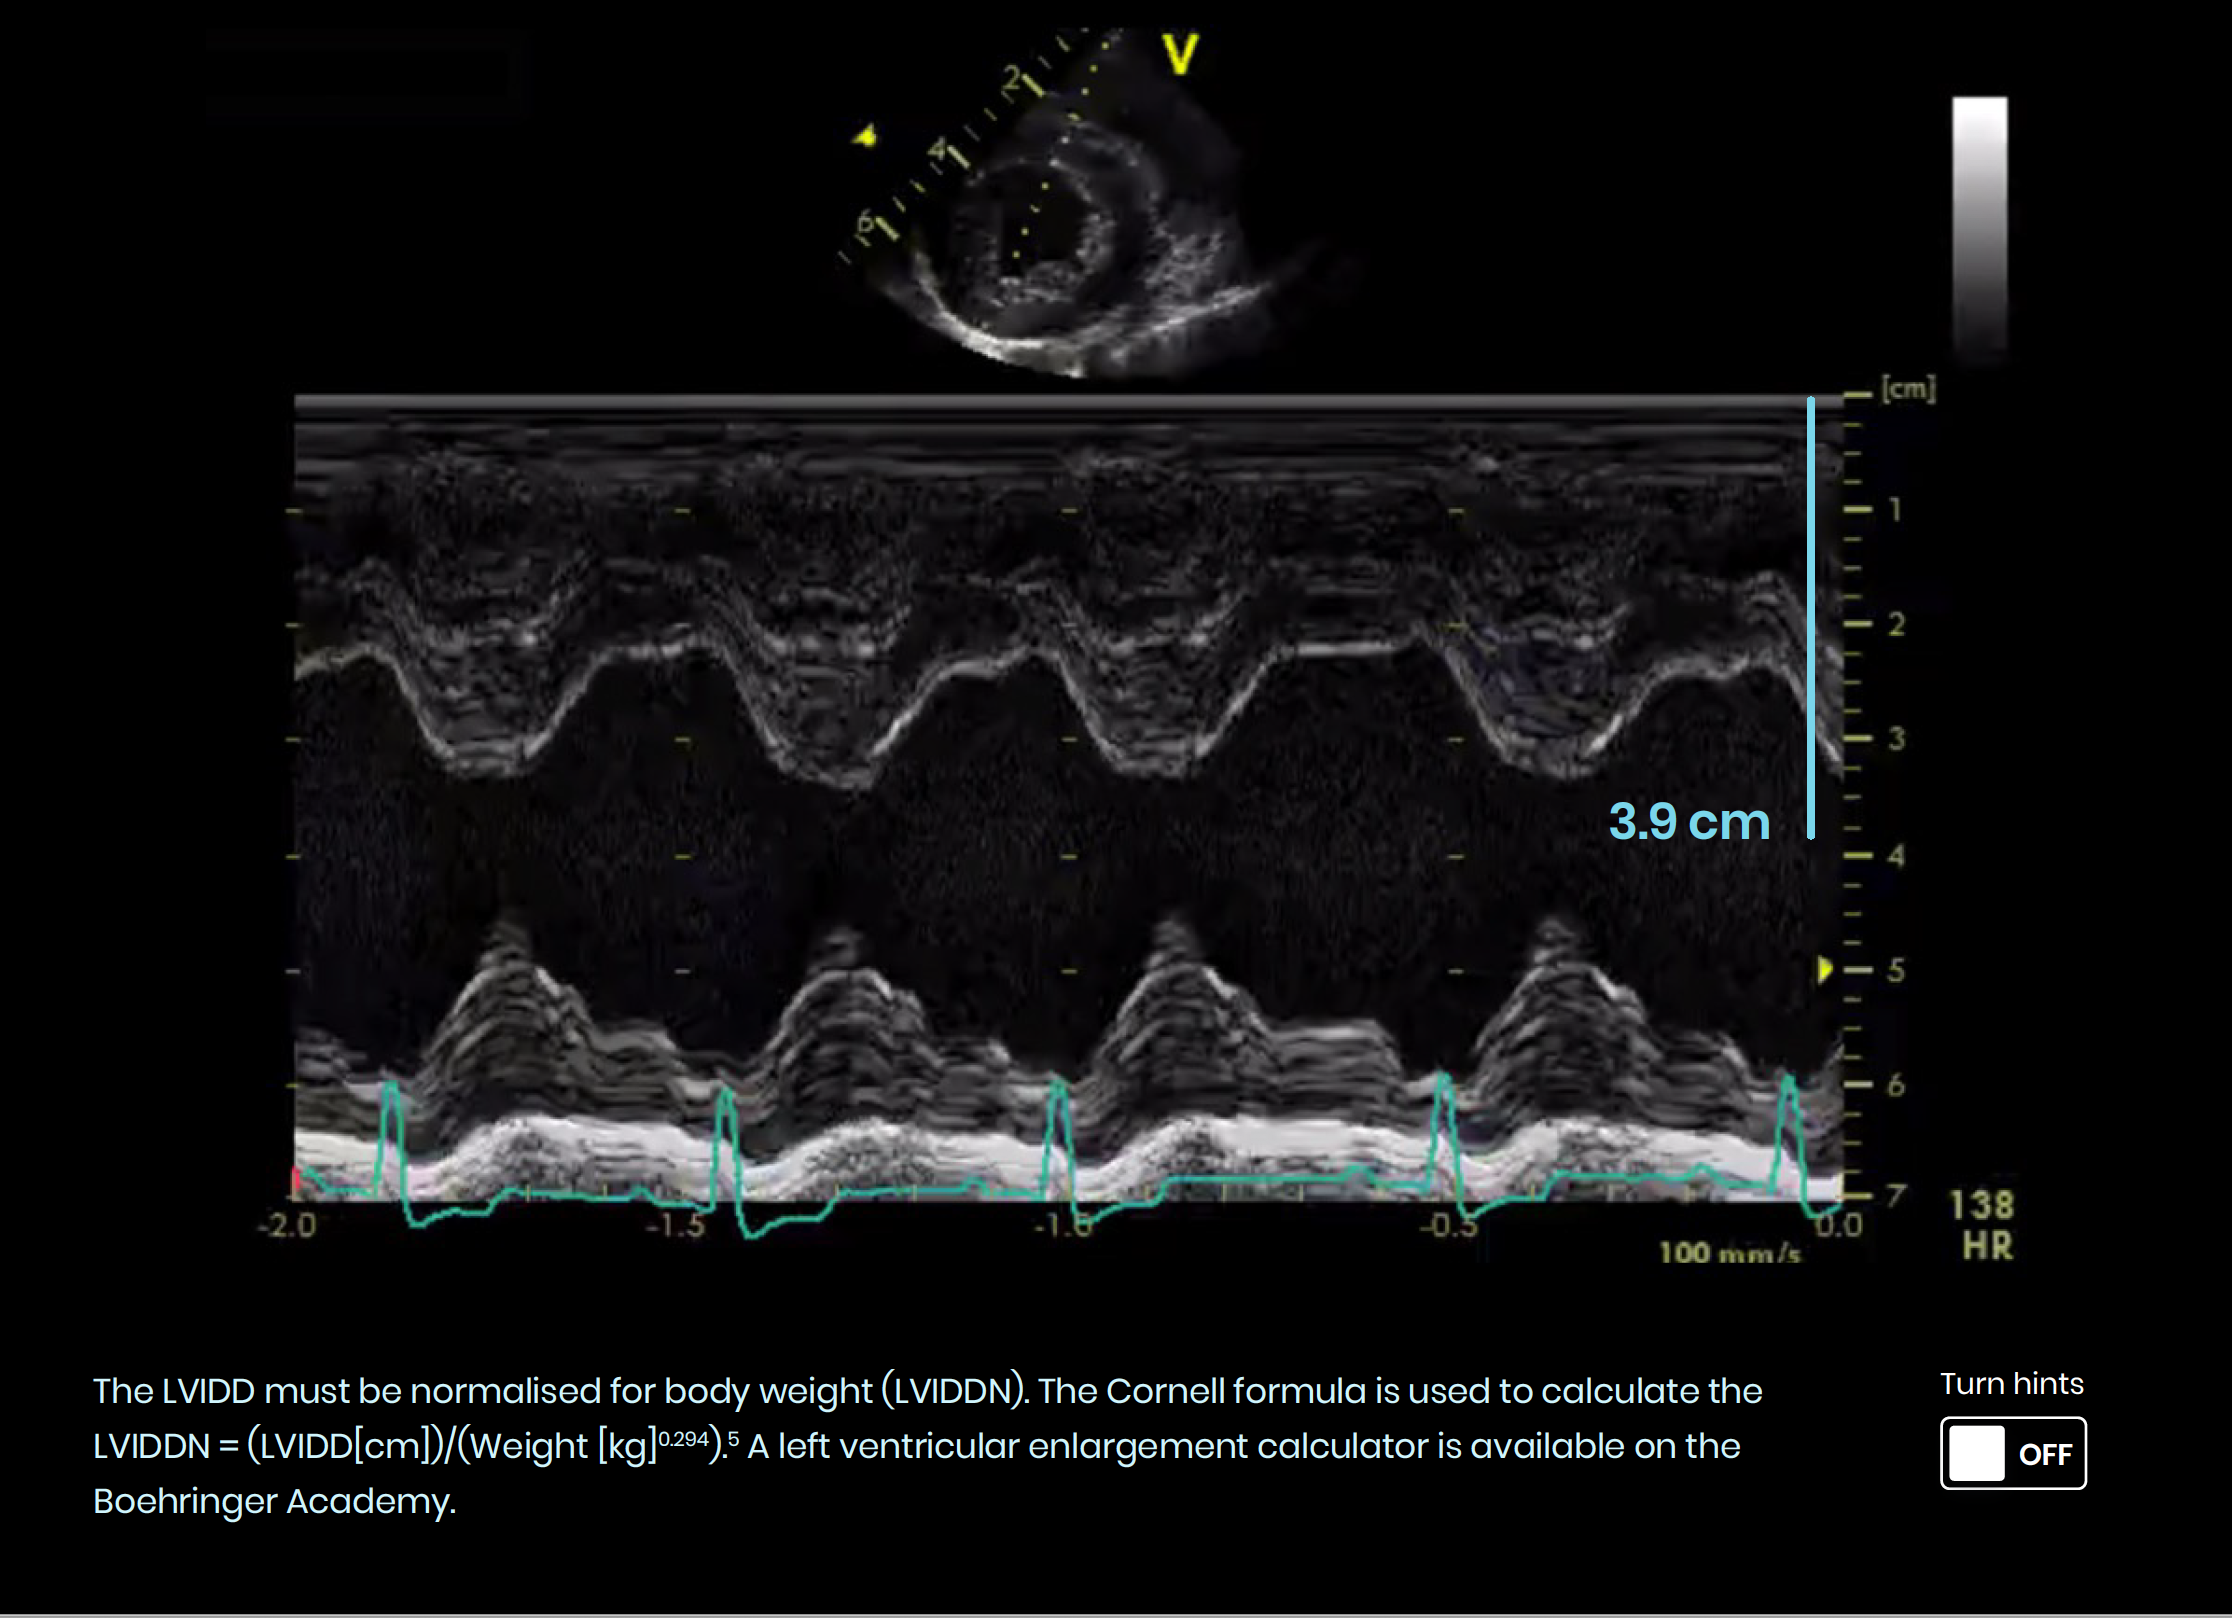 V
2
4
6
[cm]
1
2
3
3.9 cm
4
5
6
7
138
HR
-2.0 -1.5 -1.0 -0.5 0.0
100 mm/s
The LVIDD must be normalised for body weight (LVIDDN). The Cornell formula is used to calculate the
LVIDDN = (LVIDD[cm])/(Weight [kg]0.294).5 A left ventricular enlargement calculator is available on the
Boehringer Academy.
Turn hints
OFF